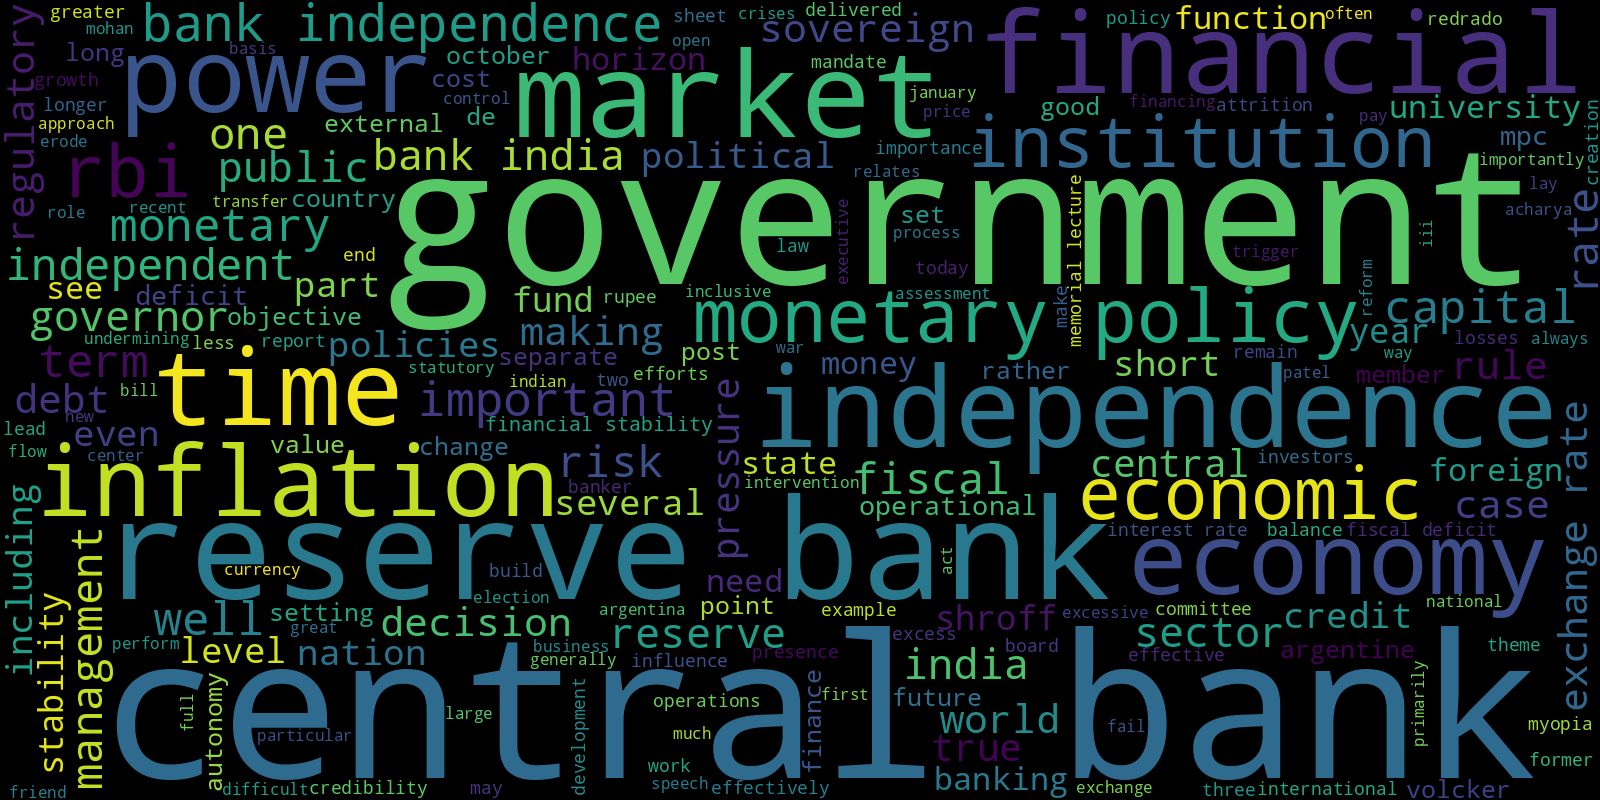 greater
mohan
bank independence
sheet
crises
delivered
sovereign
policy
function
often
redrado
financial
regulatory
long
basis
power
october
horizon
open
cost
market
mandate
growth
longer
approach
erode
control
de
external
one
january
price
good
financing
attrition
pay
university
creation
mpc
institution
rbi
public
bank india
political
importance
relates
importantly
lay
acharya
role
recent
transfer
country
government
monetary
set
process
law
executive
memorial lecture
trigger
iii
rate
independent
end
today
see
deficit
part
fund
rupee
inclusive
assessment
make
reform
governor
objective
making
monetary policy
capital
undermining
less
report
policies
separate
post
war
year
losses
always
way
term
time
statutory
indian
two
efforts
money
rather
short
remain
patel
member
rule
debt
bill
important
new
lead
even
flow
center
value
financial stability
change
pressure
independence
inflation
risk
banker
several
state
intervention
fiscal
operational
central
investors
foreign
economic
case
exchange rate
including
management
reserve bank
currency
build
need
act
interest rate
balance
fiscal deficit
economy
stability
well
setting
great
election
decision
argentina
point
example
shroff
excessive
committee
national
credit
perform
level
nation
business
generally
reserve
influence
presence
excess
india
board
sector
effective
argentine
theme
central bank
full
autonomy
particular
large
development
operations
much
finance
first
future
world
fail
primarily
myopia
true
former
friend
difficult
credibility
may
work
speech
effectively
banking
exchange
three
international
volcker